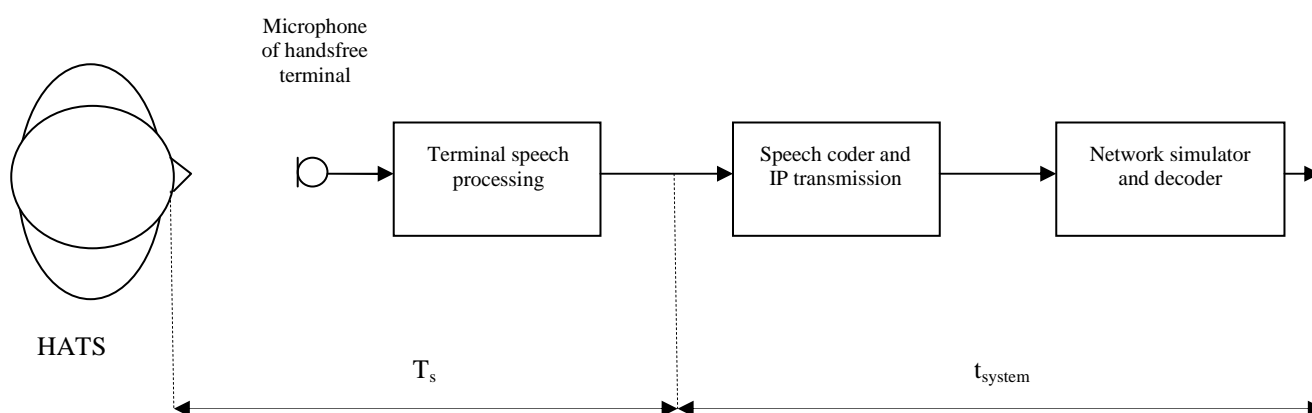 Microphone
of handsfree
terminal
Terminal speech
processing
Speech coder and
IP transmission
Network simulator
and decoder
HATS
Ts
tsystem